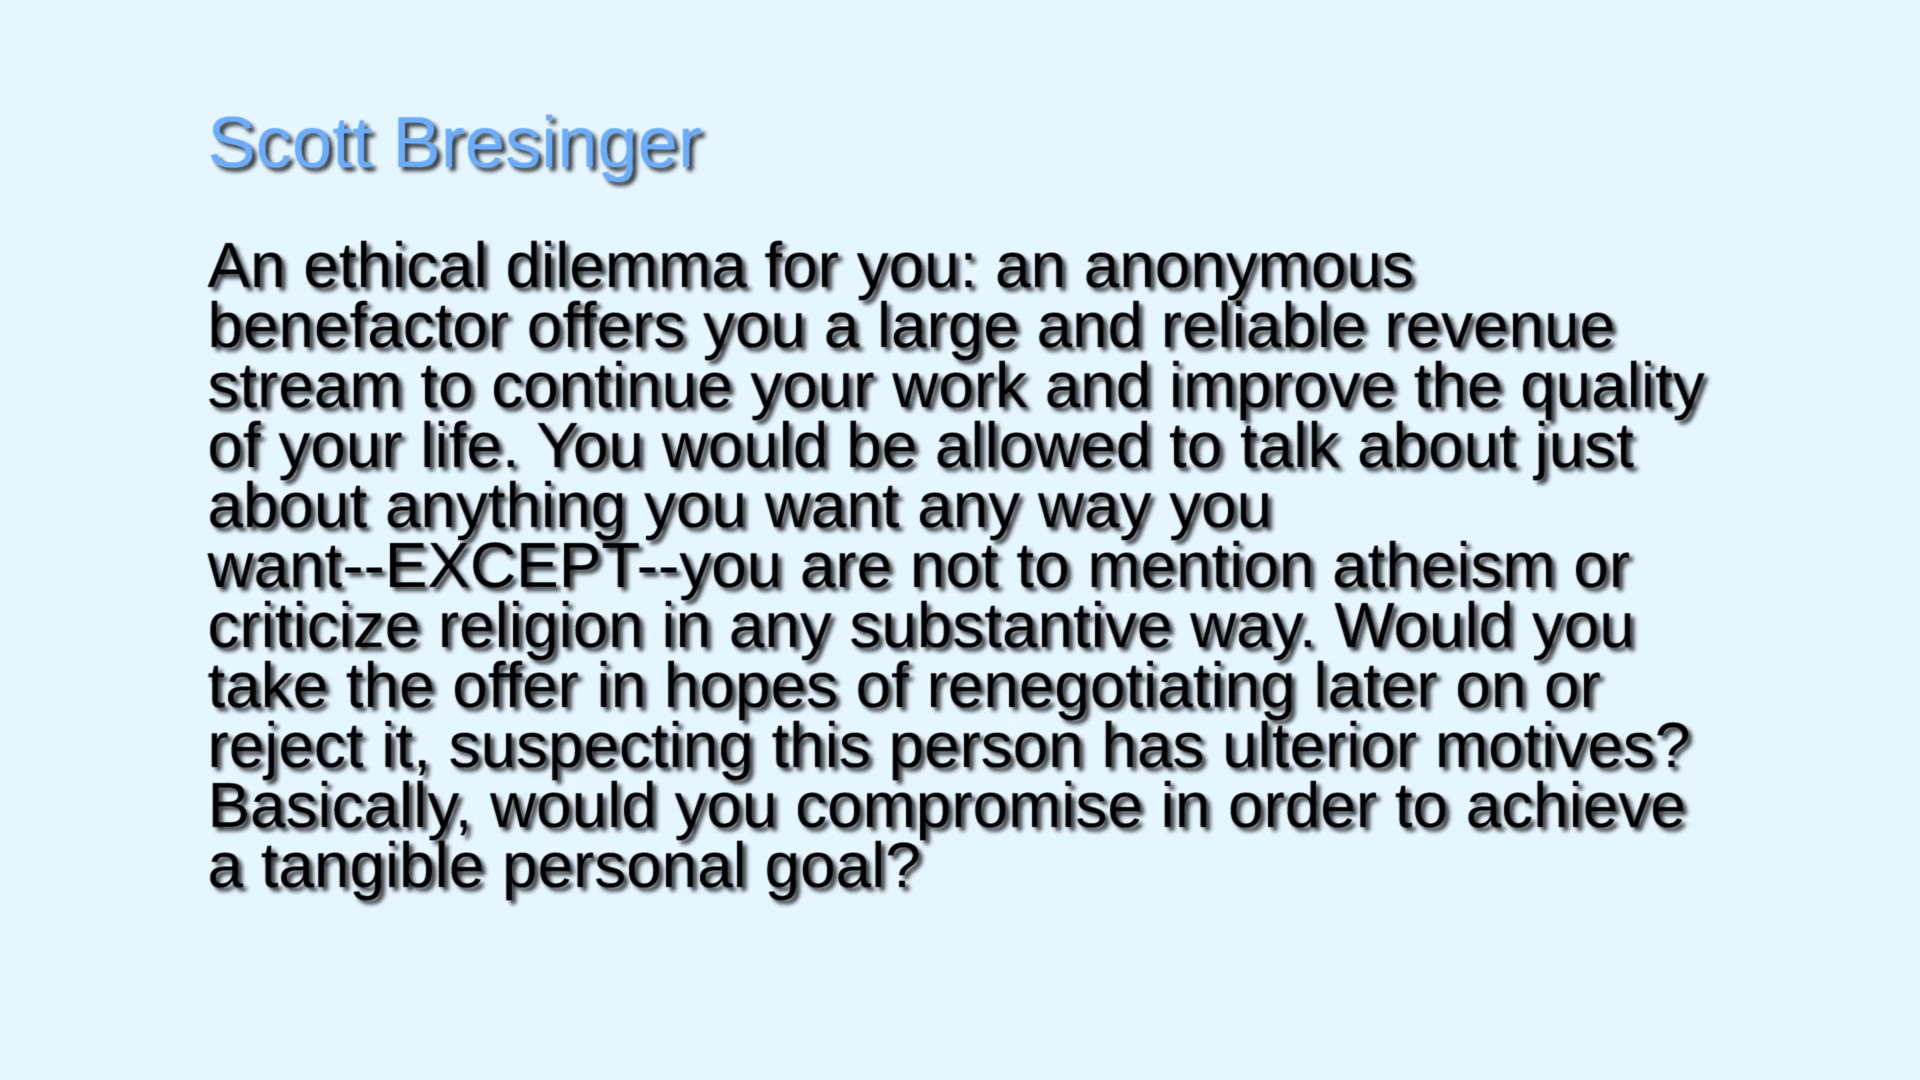 Scott Bresinger
An ethical dilemma for you: an anonymous
benefactor offers you a large and reliable revenue
stream to continue your work and improve the quality
of your life. You would be allowed to talk about just
about anything you want any way you
want--EXCEPT--you are not to mention atheism or
criticize religion in any substantive way. Would you
take the offer in hopes of renegotiating later on or
reject it, suspecting this person has ulterior motives?
Basically, would you compromise in order to achieve
a tangible personal goal?